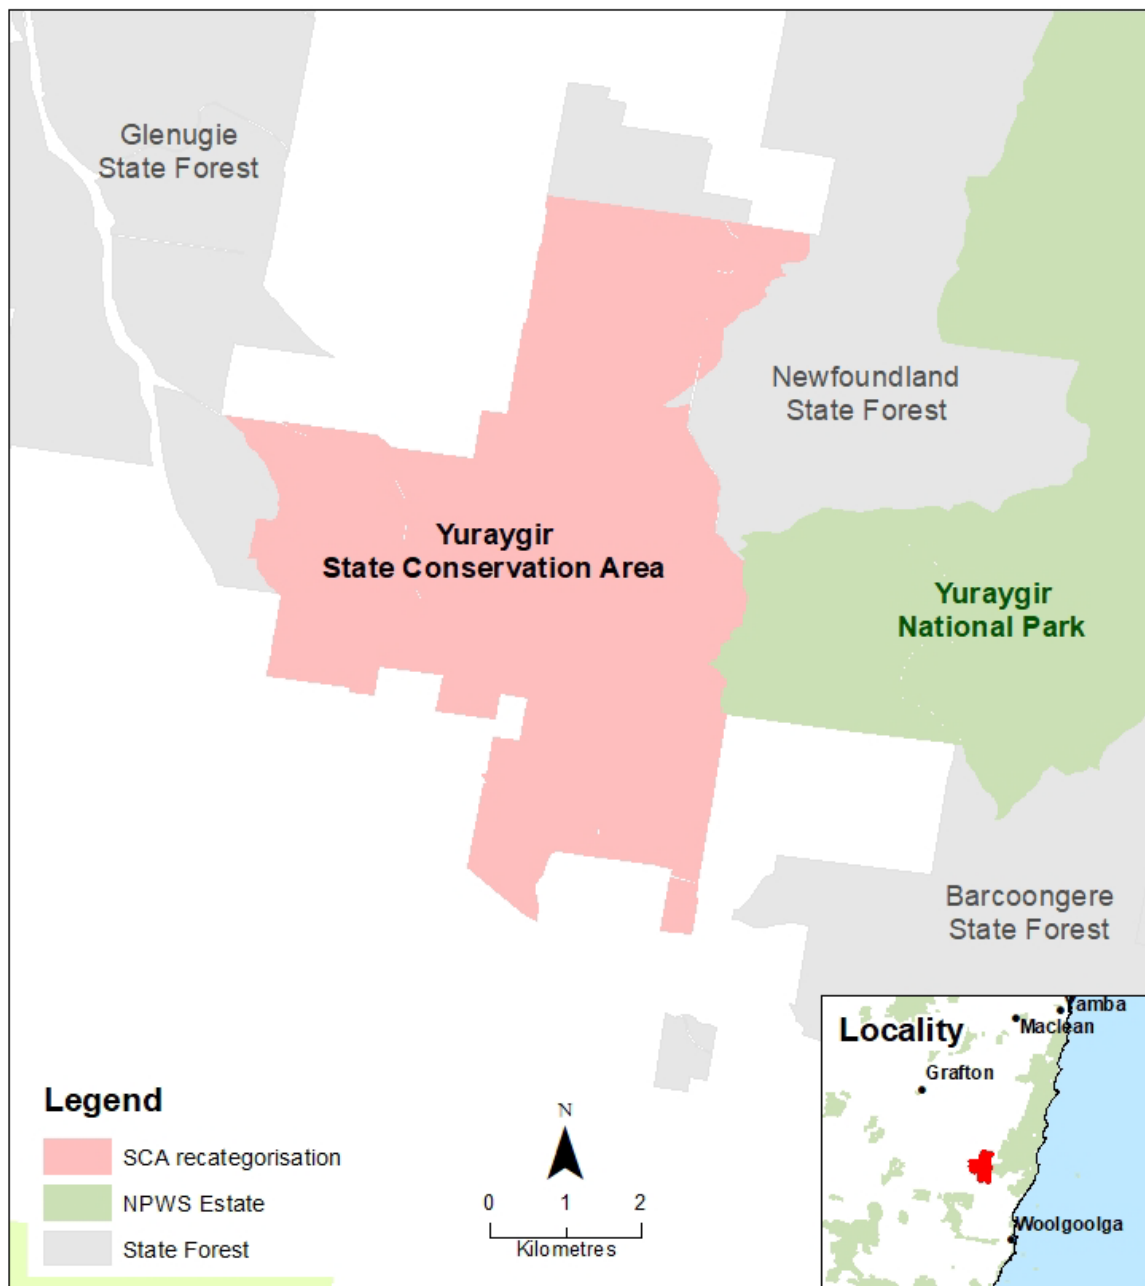 Glenugie
State Forest
Newfoundland
State Forest
Yuraygir
State Conservation Area
Yuraygir
National Park
Barcoongere
State Forest
Legend
SCA recategorisation
NPWS Estate
State Forest
N
0 1 2
Kilometres
Locality
Yamba
Maclean
Grafton
Woolgoolga